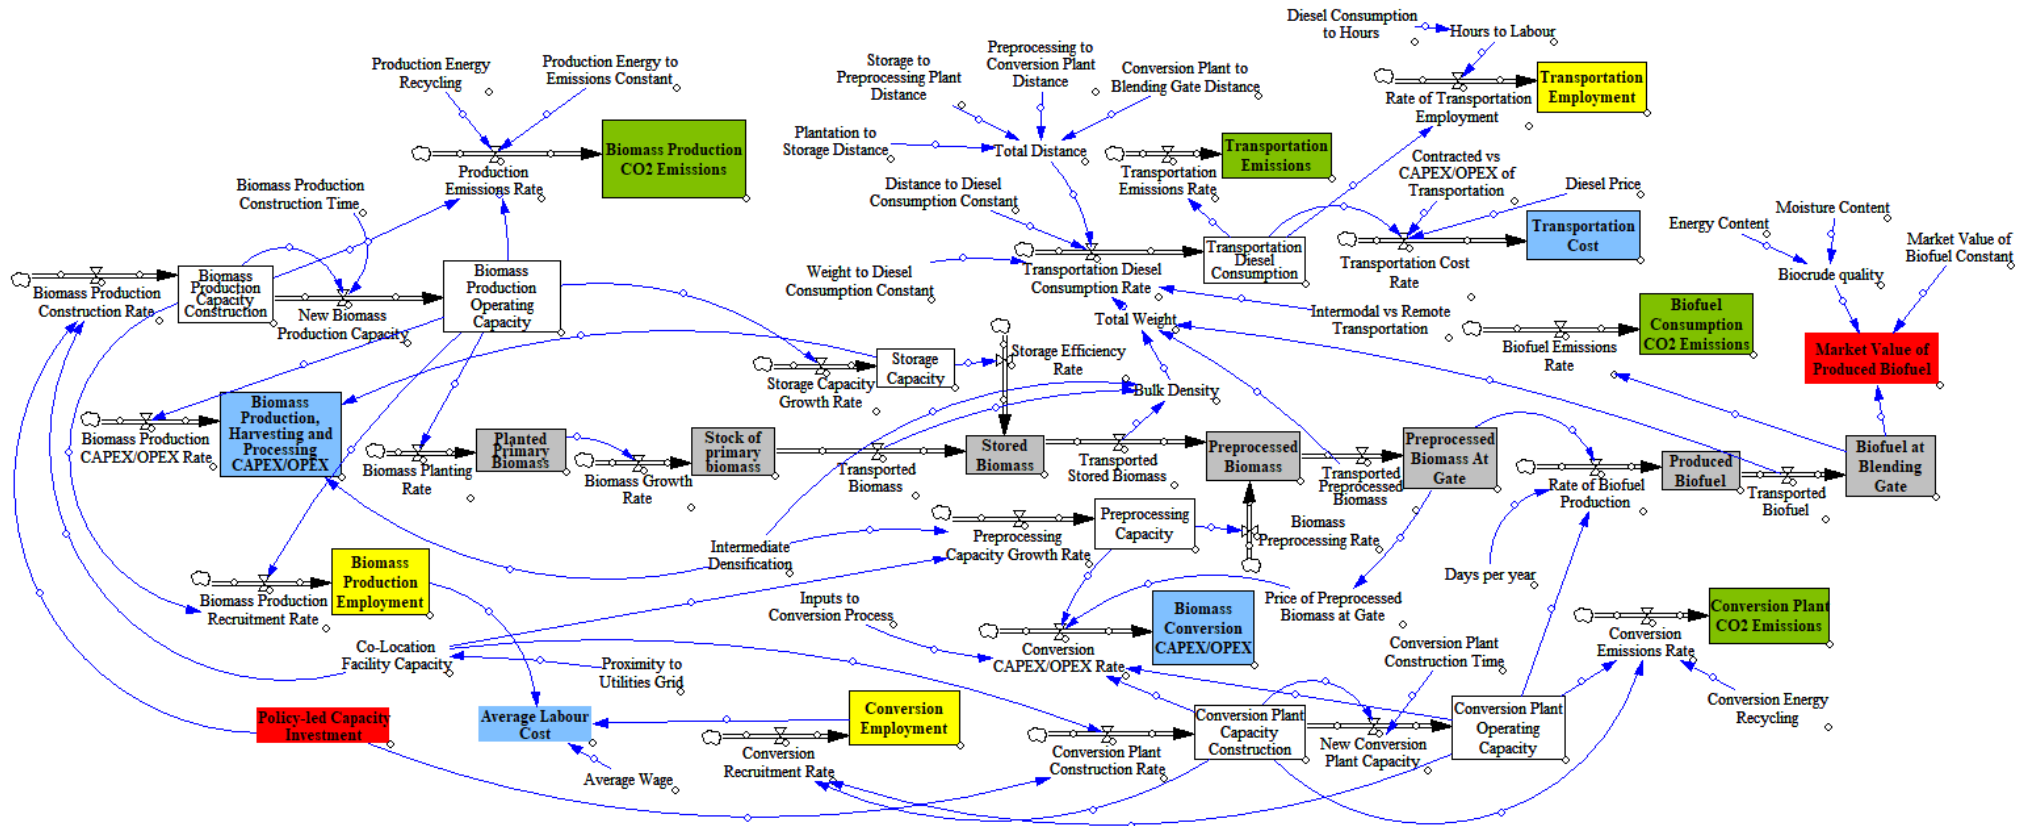 Diesel Consumption
to Hours
Hours to Labour
Production Energy
Recycling
Production Energy to
Emissions Constant
Storage to
Preprocessing Plant
Distance
Preprocessing to
Conversion Plant
Distance
Conversion Plant to
Blending Gate Distance
Rate of Transportation
Employment
Transportation
Employment
Plantation to
Storage Distance
Total Distance
Biomass Production
CO2 Emissions
Production
Emissions Rate
Transportation
Emissions
Transportation
Emissions Rate
Contracted vs
CAPEX/OPEX of
Transportation
Diesel Price
Biomass Production
Construction Time
Distance to Diesel
Consumption Constant
Transportation
Cost
Transportation Cost
Rate
Energy Content
Moisture Content
Market Value of
Biofuel Constant
Biocrude quality
Biomass Production
Construction Rate
Biomass
Production
Capacity
Construction
New Biomass
Production Capacity
Biomass
Production
Operating
Capacity
Weight to Diesel
Consumption Constant
Transportation Diesel
Consumption Rate
Transportation
Diesel
Consumption
Total Weight
Intermodal vs Remote
Transportation
Biofuel Emissions
Rate
Biofuel
Consumption
CO2 Emissions
Market Value of
Produced Biofuel
Storage Capacity
Growth Rate
Storage
Capacity
Storage Efficiency
Rate
Bulk Density
Biomass Production
CAPEX/OPEX Rate
Biomass
Production,
Harvesting and
Processing
CAPEX/OPEX
Biomass Planting
Rate
Planted
Primary
Biomass
Biomass Growth
Rate
Stock of
primary
biomass
Transported
Biomass
Stored
Biomass
Transported
Stored Biomass
Preprocessed
Biomass
Transported
Preprocessed
Biomass
Preprocessed
Biomass At
Gate
Rate of Biofuel
Production
Produced
Biofuel
Transported
Biofuel
Biofuel at
Blending
Gate
Intermediate
Densification
Preprocessing
Capacity Growth Rate
Preprocessing
Capacity
Biomass
Preprocessing Rate
Days per year
Biomass Production
Recruitment Rate
Biomass
Production
Employment
Inputs to
Conversion Process
Conversion
CAPEX/OPEX Rate
Biomass
Conversion
CAPEX/OPEX
Price of Preprocessed
Biomass at Gate
Conversion Plant
Construction Time
Conversion
Emissions Rate
Conversion Plant
CO2 Emissions
Co-Location
Facility Capacity
Proximity to
Utilities Grid
Conversion Energy
Recycling
Policy-led Capacity
Investment
Average Labour
Cost
Average Wage
Conversion
Recruitment Rate
Conversion
Employment
Conversion Plant
Construction Rate
Conversion Plant
Capacity
Construction
New Conversion
Plant Capacity
Conversion Plant
Operating
Capacity